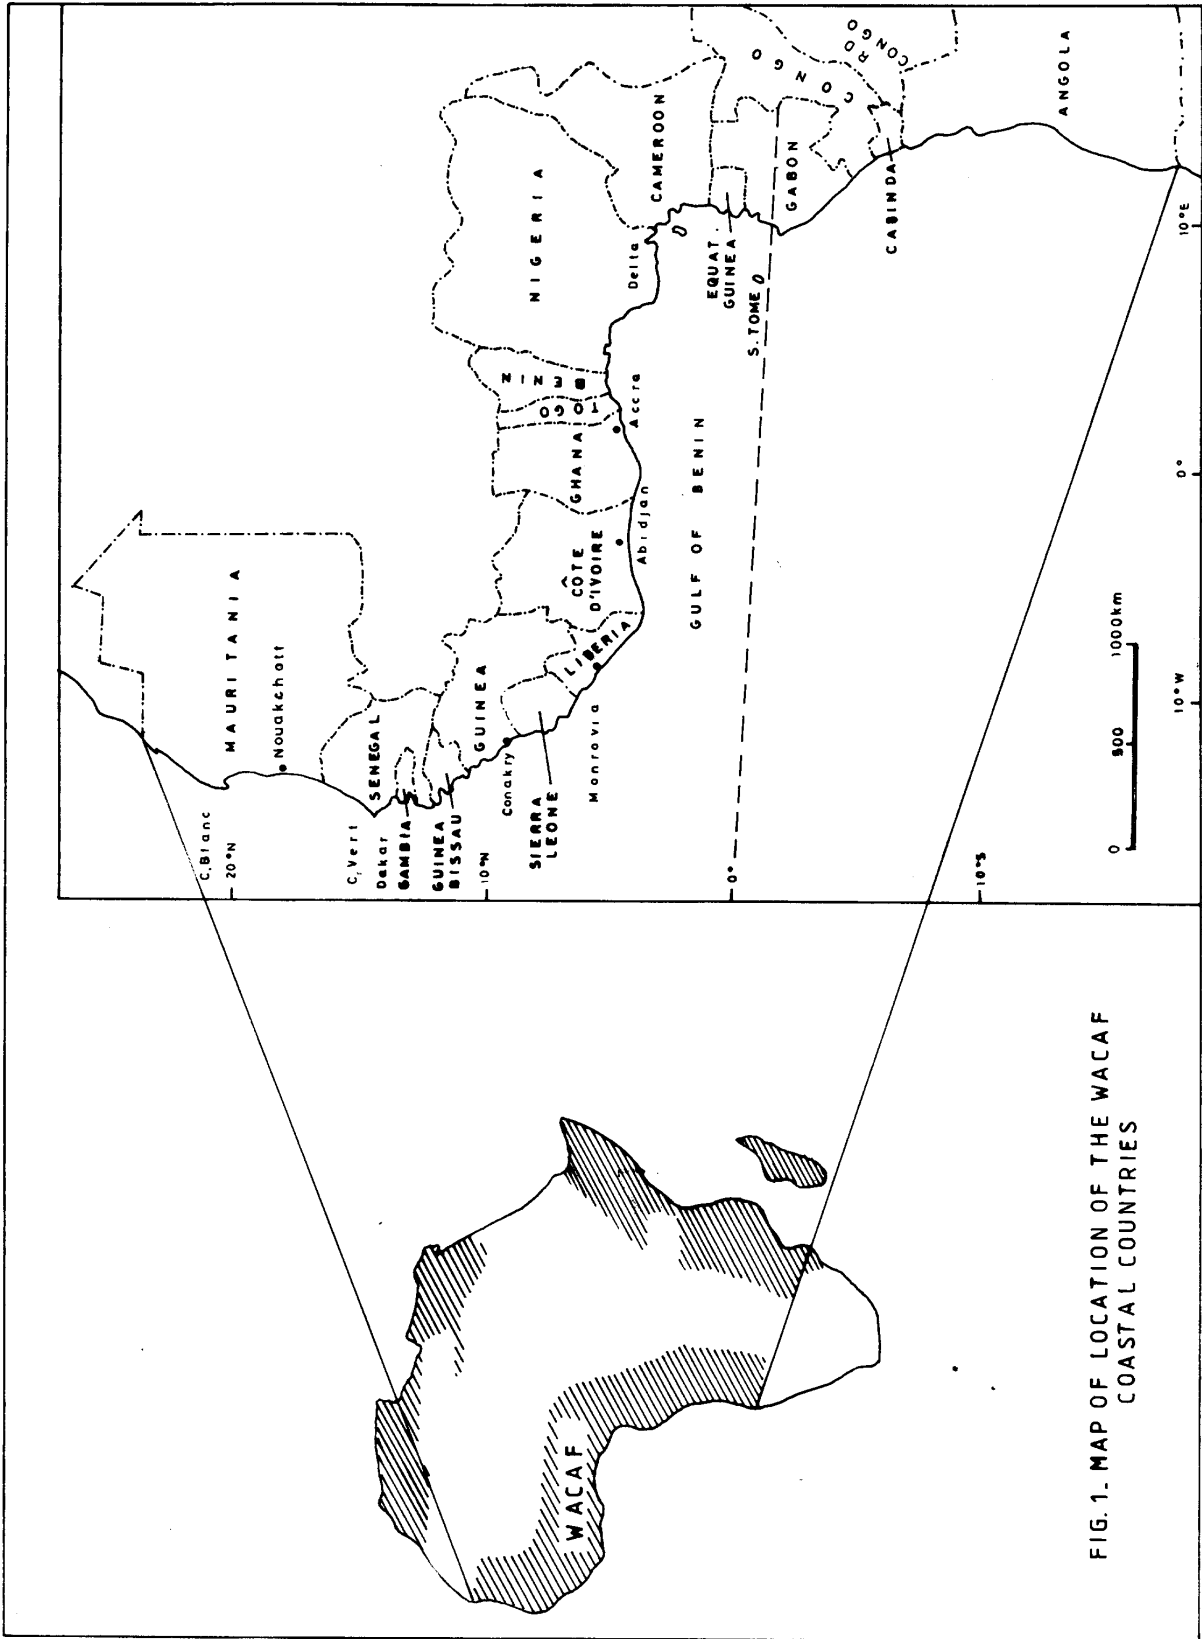 C. Blanc
20°N
MAURITANIA
Nouakchott
C. Vert
Dakar
SENEGAL
GAMBIA
GUINEA
BISSAU
10°N
GUINEA
Conakry
SIERRA
LEONE
Monrovia
LIBERIA
CÔTE
D'IVOIRE
Abidjan
GHANA
Accra
TOGO
BENIN
NIGERIA
Delta
CAMEROON
EQUAT.
GUINEA
S. TOME
GULF OF BENIN
0°
GABON
CONGO
RD
CONGO
CABINDA
ANGOLA
10°S
0 500 1000km
10°W
0°
10°E
WACAF
FIG.1. MAP OF LOCATION OF THE WACAF
COASTAL COUNTRIES